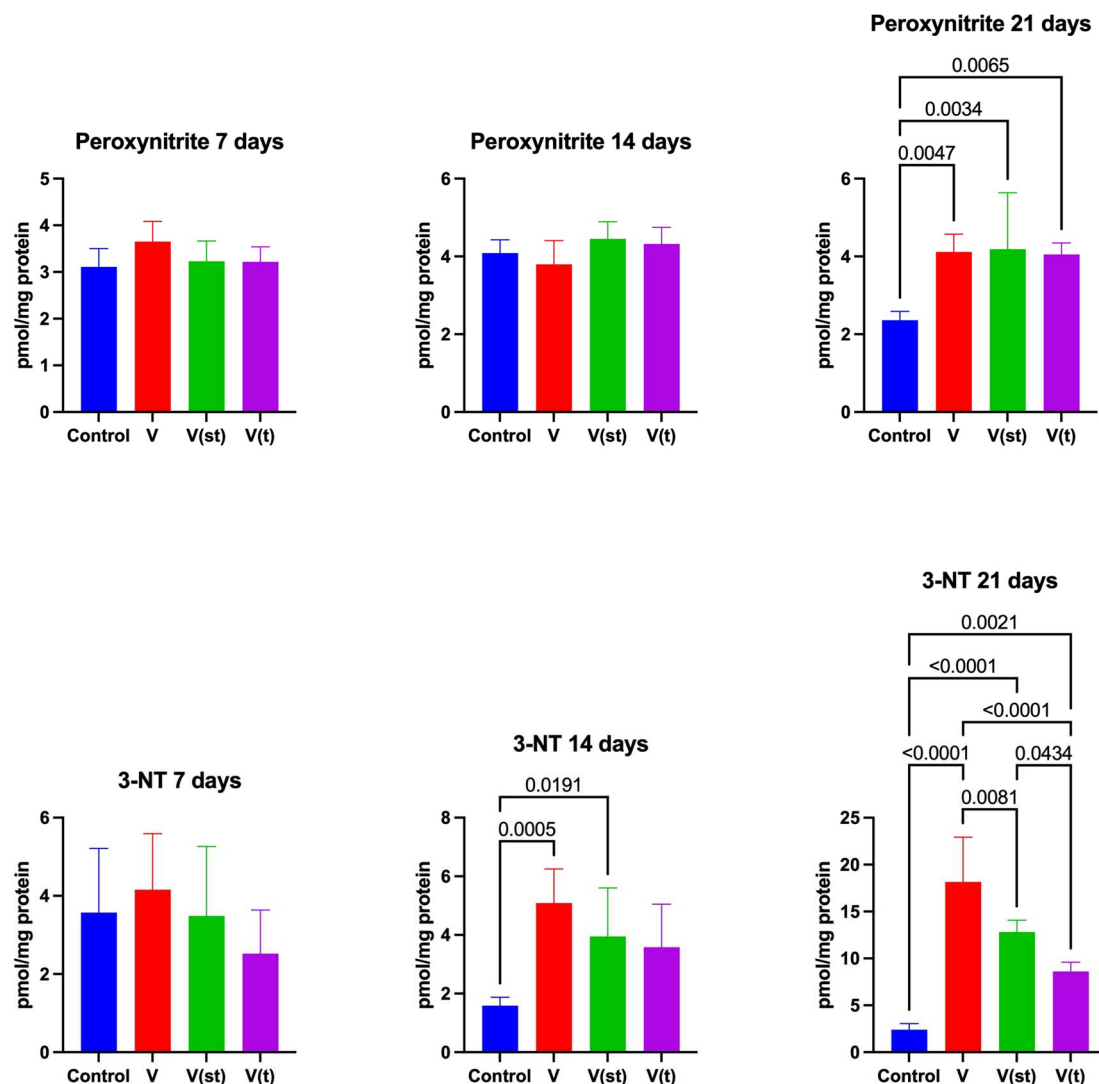 Peroxynitrite 7 days
pmol/mg protein
5
4
3
2
1
0
Control V V(st) V(t)
Peroxynitrite 14 days
pmol/mg protein
6
4
2
0
Control V V(st) V(t)
Peroxynitrite 21 days
0.0065
0.0034
0.0047
pmol/mg protein
6
4
2
0
Control V V(st) V(t)
3-NT 7 days
pmol/mg protein
6
4
2
0
Control V V(st) V(t)
3-NT 14 days
0.0191
0.0005
pmol/mg protein
8
6
4
2
0
Control V V(st) V(t)
3-NT 21 days
0.0021
<0.0001
<0.0001
<0.0001 0.0434
0.0081
pmol/mg protein
25
20
15
10
5
0
Control V V(st) V(t)